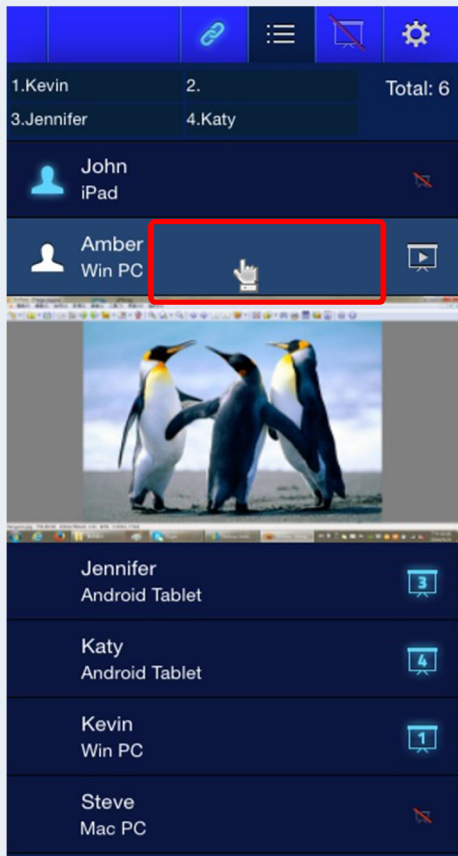 1.Kevin 2. Total: 6
3.Jennifer 4.Katy
John
iPad
Amber
Win PC
Jennifer
Android Tablet
3
Katy
Android Tablet
4
Kevin
Win PC
1
Steve
Mac PC